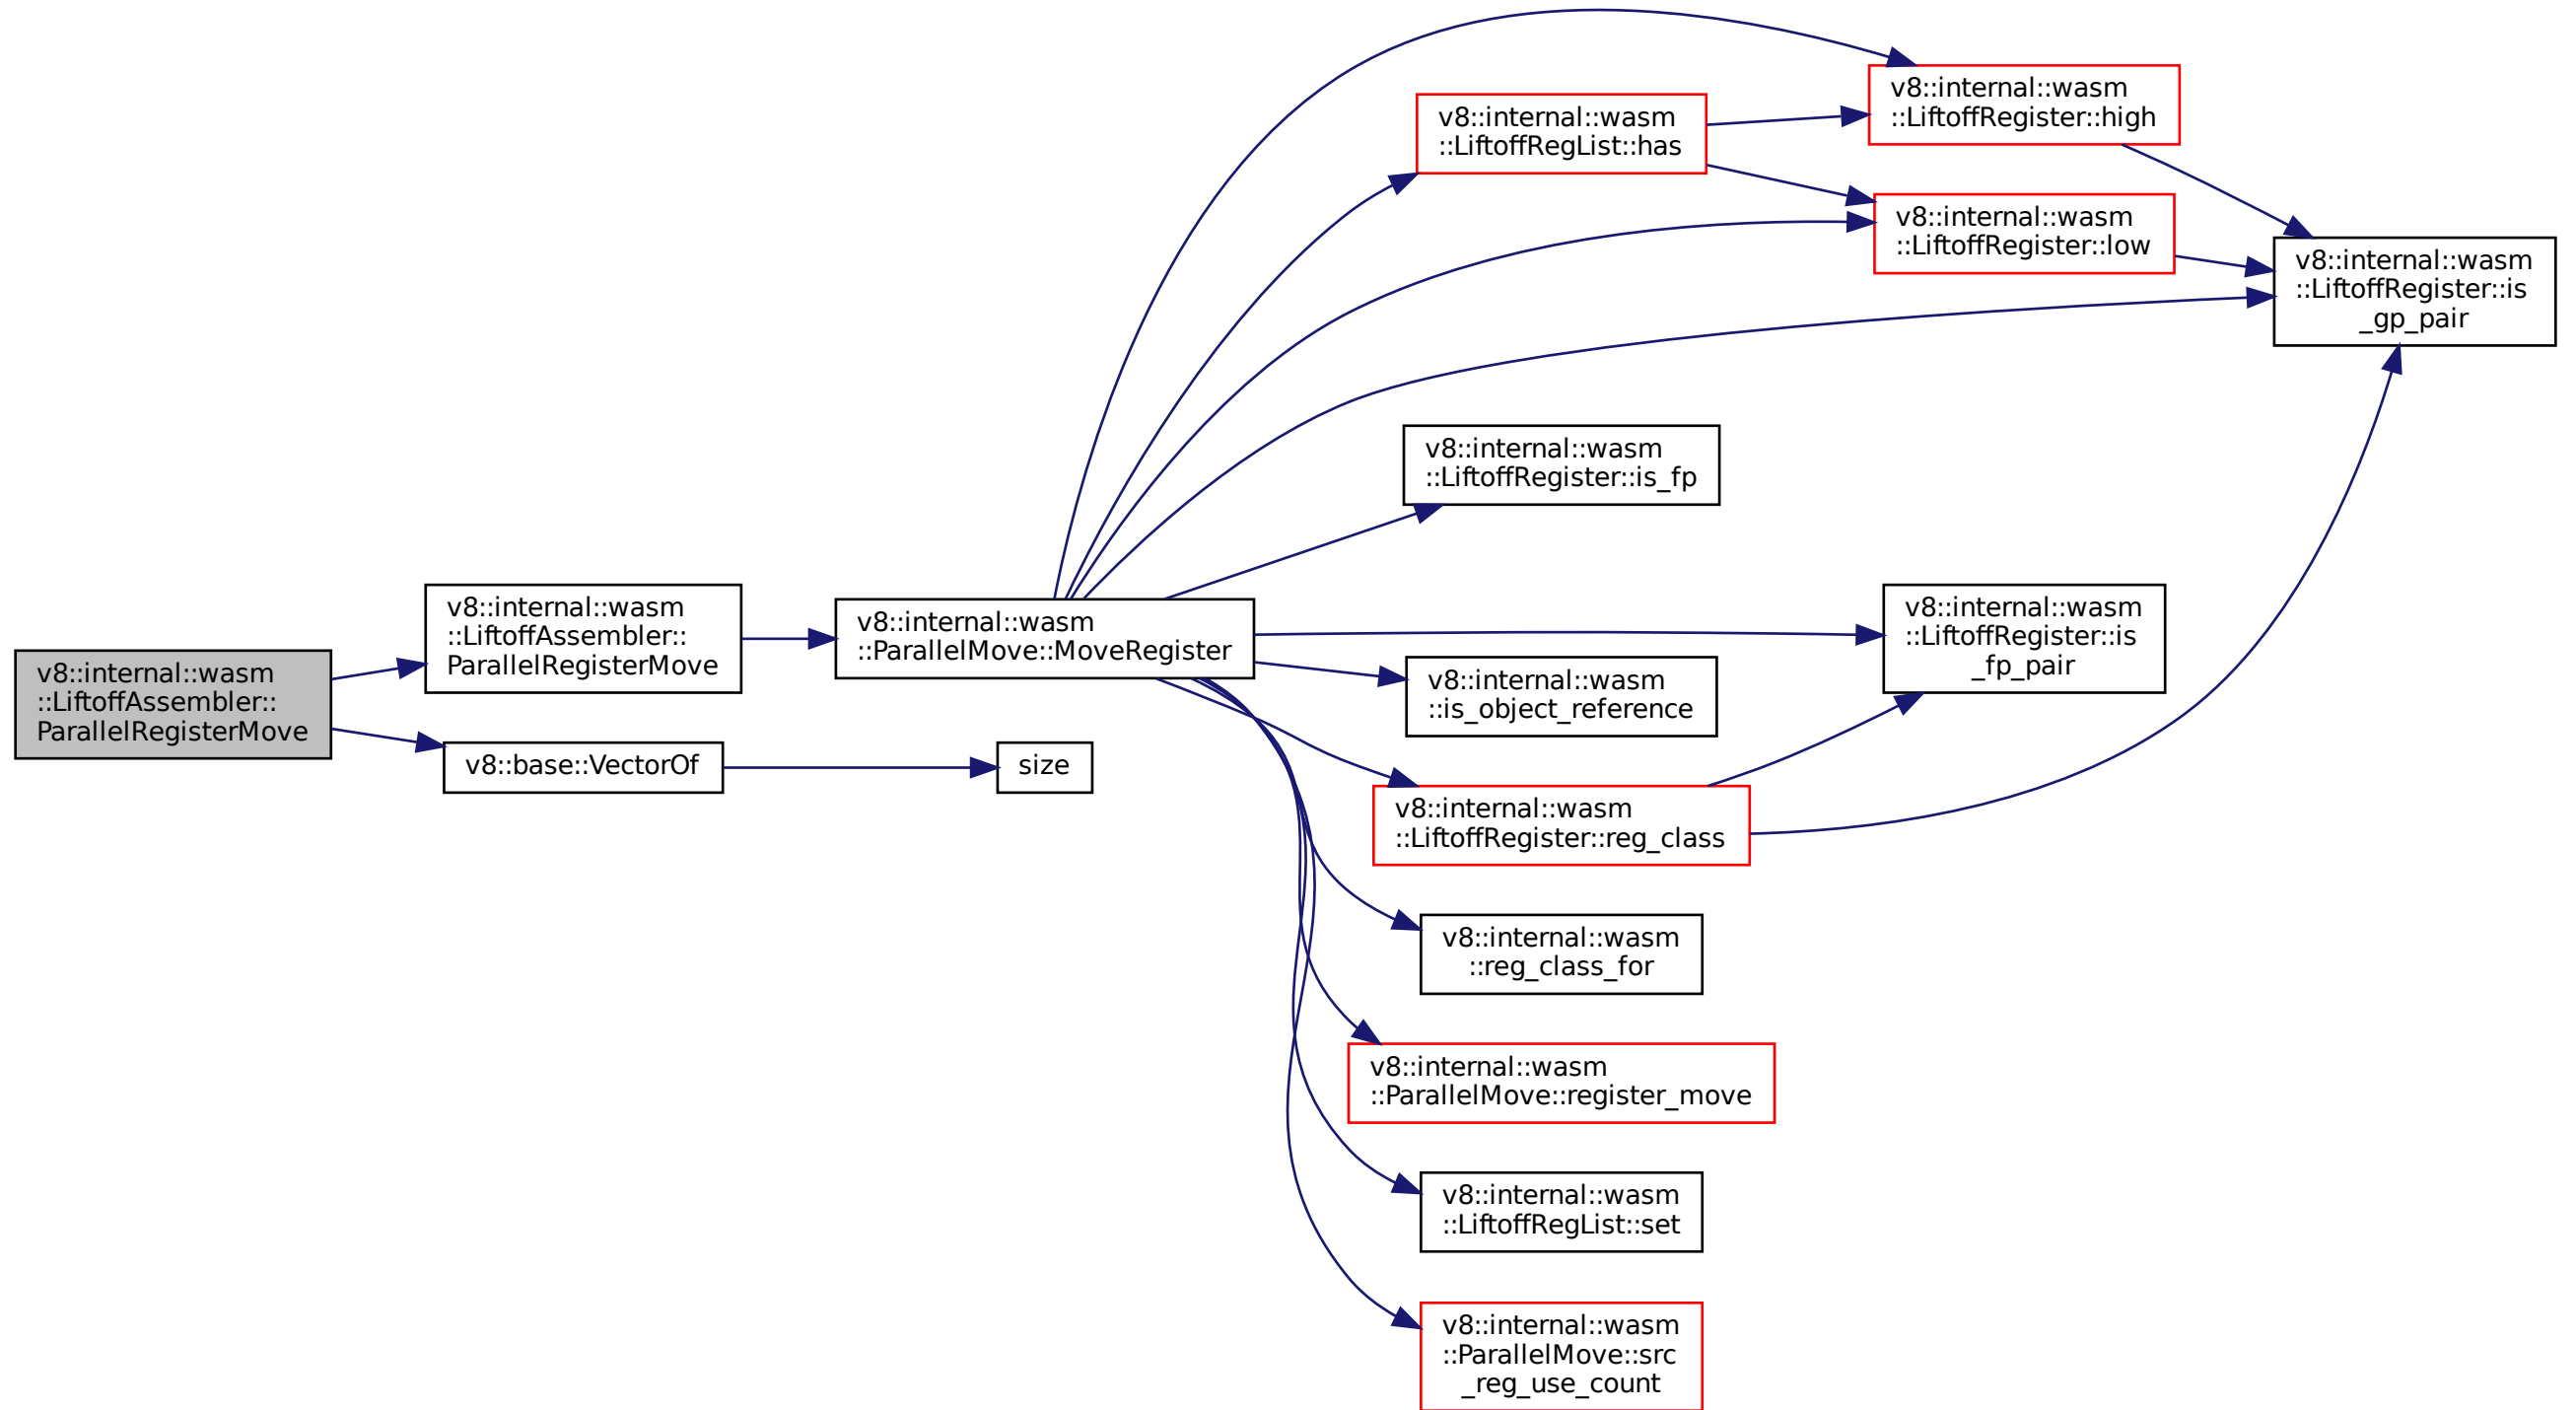 v8::internal::wasm
::LiftoffAssembler::
ParallelRegisterMove
v8::internal::wasm
::LiftoffAssembler::
ParallelRegisterMove
v8::base::VectorOf
v8::internal::wasm
::ParallelMove::MoveRegister
size
v8::internal::wasm
::LiftoffRegList::has
v8::internal::wasm
::LiftoffRegister::high
v8::internal::wasm
::LiftoffRegister::low
v8::internal::wasm
::LiftoffRegister::is
_gp_pair
v8::internal::wasm
::LiftoffRegister::is_fp
v8::internal::wasm
::LiftoffRegister::is
_fp_pair
v8::internal::wasm
::is_object_reference
v8::internal::wasm
::LiftoffRegister::reg_class
v8::internal::wasm
::reg_class_for
v8::internal::wasm
::ParallelMove::register_move
v8::internal::wasm
::LiftoffRegList::set
v8::internal::wasm
::ParallelMove::src
_reg_use_count